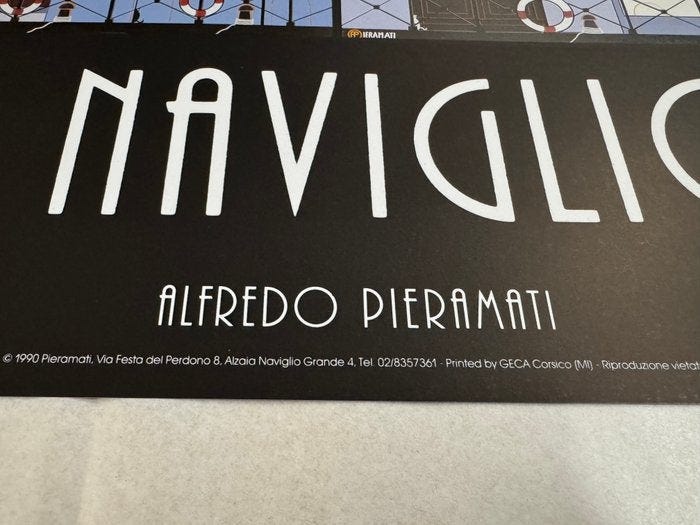 PIERAMATI
NAVIGLIO
ALFREDO PIERAMATI
© 1990 Pieramati, Via Festa del Perdono 8, Alzaia Naviglio Grande 4, Tel. 02/8357361 - Printed by GECA Corsico (MI) - Riproduzione vietat